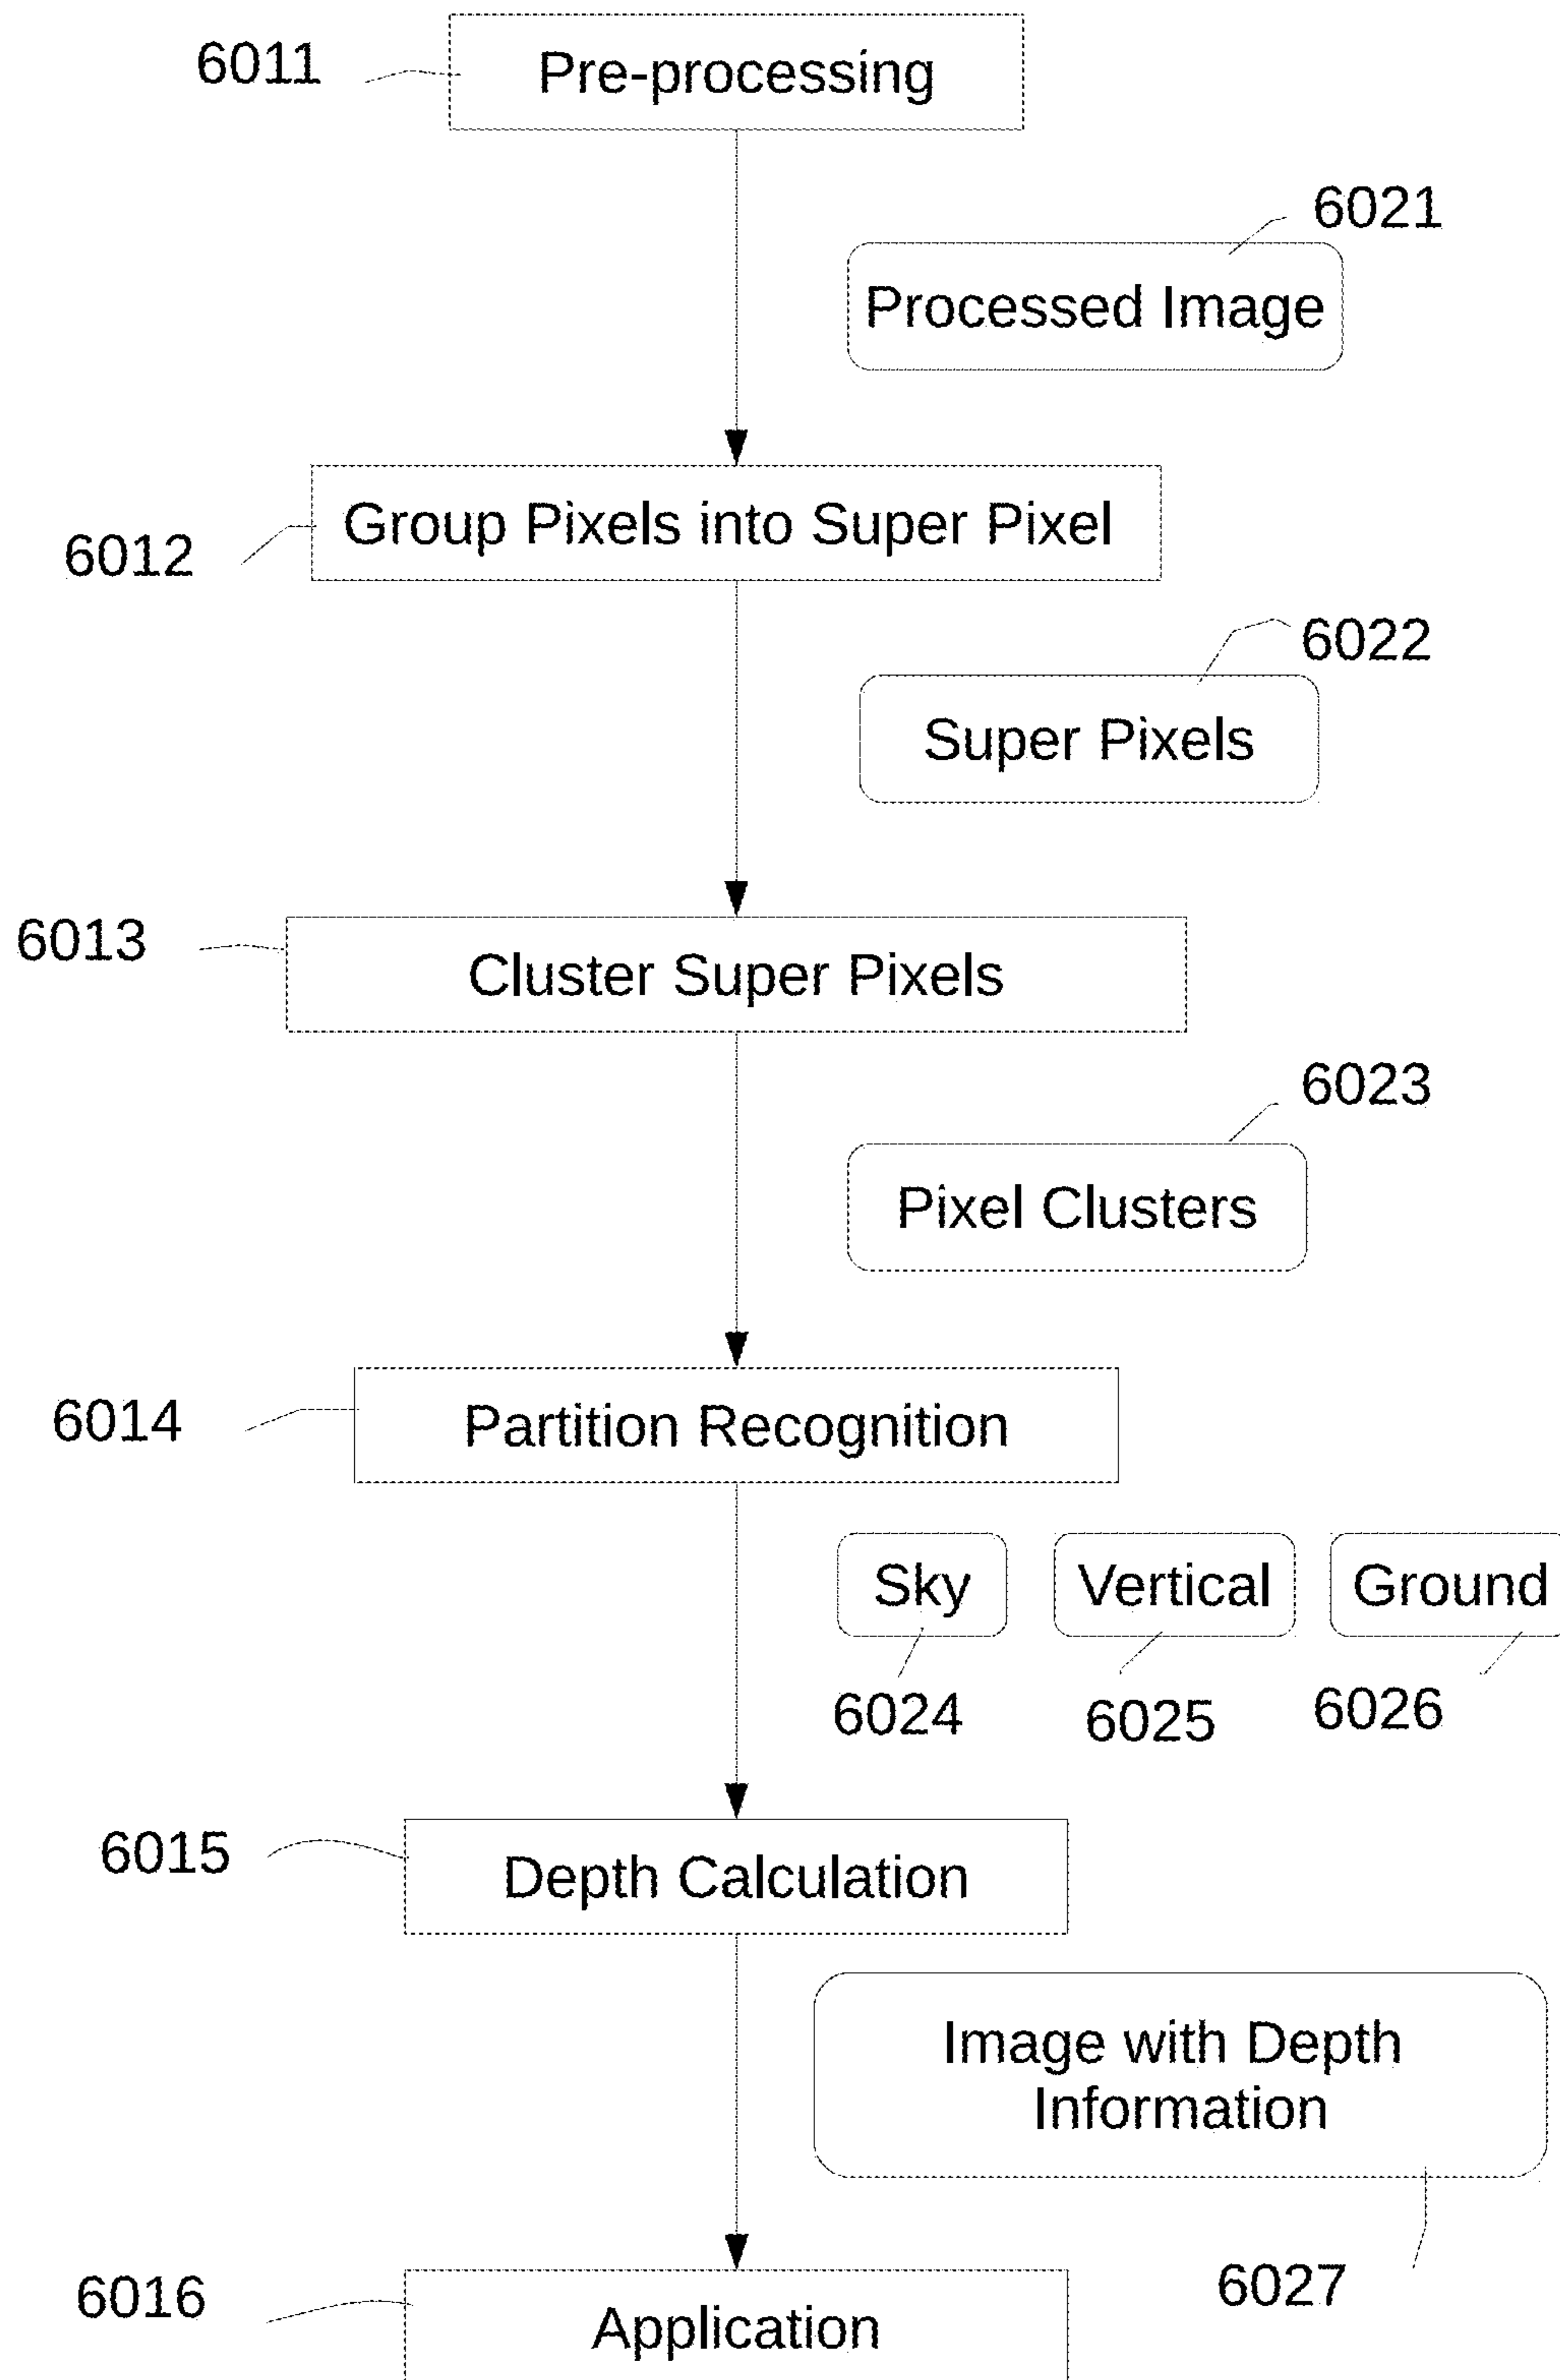 6011
Pre-processing
6021
Processed Image
Group Pixels into Super Pixel
6012
6022
Super Pixels
6013
Cluster Super Pixels
6023
Pixel Clusters
6014
Partition Recognition
Sky
Vertical
Ground
6024
6025
6026
6015
Depth Calculation
Image with Depth
Information
6027
6016
Application